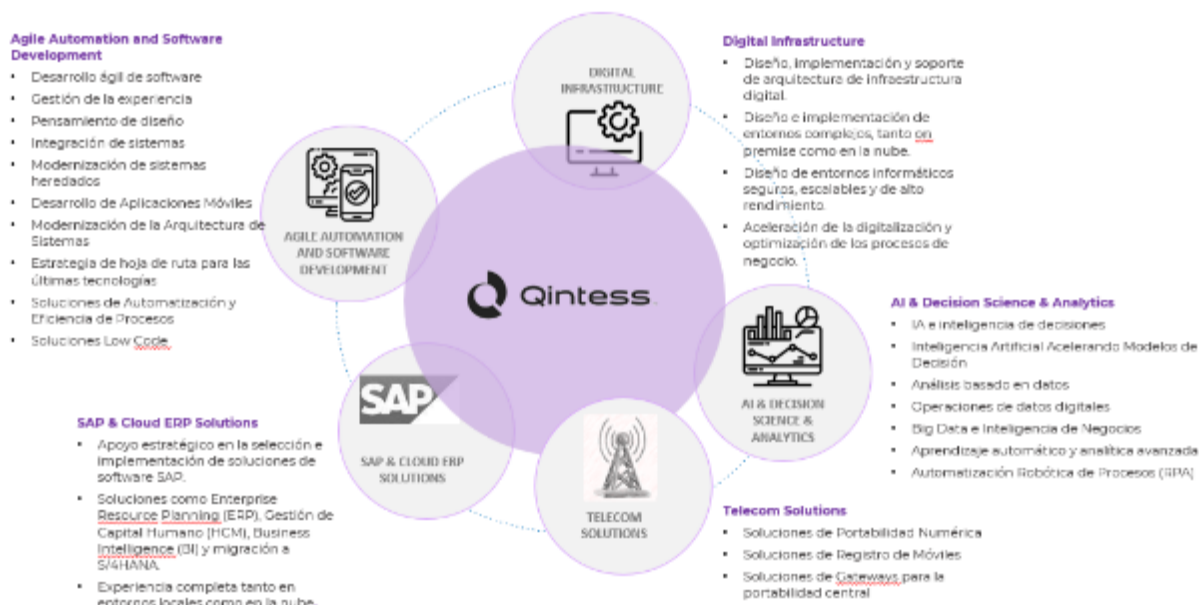 Agile Automation and Software
Development
• Desarrollo ágil de software
• Gestión de la experiencia
• Pensamiento de diseño
• Integración de sistemas
• Modernización de sistemas
heredados
• Desarrollo de Aplicaciones Móviles
• Modernización de la Arquitectura de
Sistemas
• Estrategia de hoja de ruta para las
últimas tecnologías
• Soluciones de Automatización y
Eficiencia de Procesos
• Soluciones Low Code
SAP & Cloud ERP Solutions
• Apoyo estratégico en la selección e
implementación de soluciones de
software SAP.
• Soluciones como Enterprise
Resource Planning (ERP), Gestión de
Capital Humano (HCM), Business
Intelligence (BI) y migración a
S/4HANA.
• Experiencia completa tanto en
entornos locales como en la nube.
DIGITAL
INFRASTRUCTURE
AGILE AUTOMATION
AND SOFTWARE
DEVELOPMENT
Qintess
SAP
SAP & CLOUD ERP
SOLUTIONS
TELECOM
SOLUTIONS
AI & DECISION
SCIENCE &
ANALYTICS
Digital Infrastructure
• Diseño, implementación y soporte
de arquitectura de infraestructura
digital.
• Diseño e implementación de
entornos complejos, tanto on
premise como en la nube.
• Diseño de entornos informáticos
seguros, escalables y de alto
rendimiento.
• Aceleración de la digitalización y
optimización de los procesos de
negocio.
AI & Decision Science & Analytics
• IA e inteligencia de decisiones
• Inteligencia Artificial Acelerando Modelos de
Decisión
• Análisis basado en datos
• Operaciones de datos digitales
• Big Data e Inteligencia de Negocios
• Aprendizaje automático y analítica avanzada
• Automatización Robótica de Procesos (RPA)
Telecom Solutions
• Soluciones de Portabilidad Numérica
• Soluciones de Registro de Móviles
• Soluciones de Gateways para la
portabilidad central